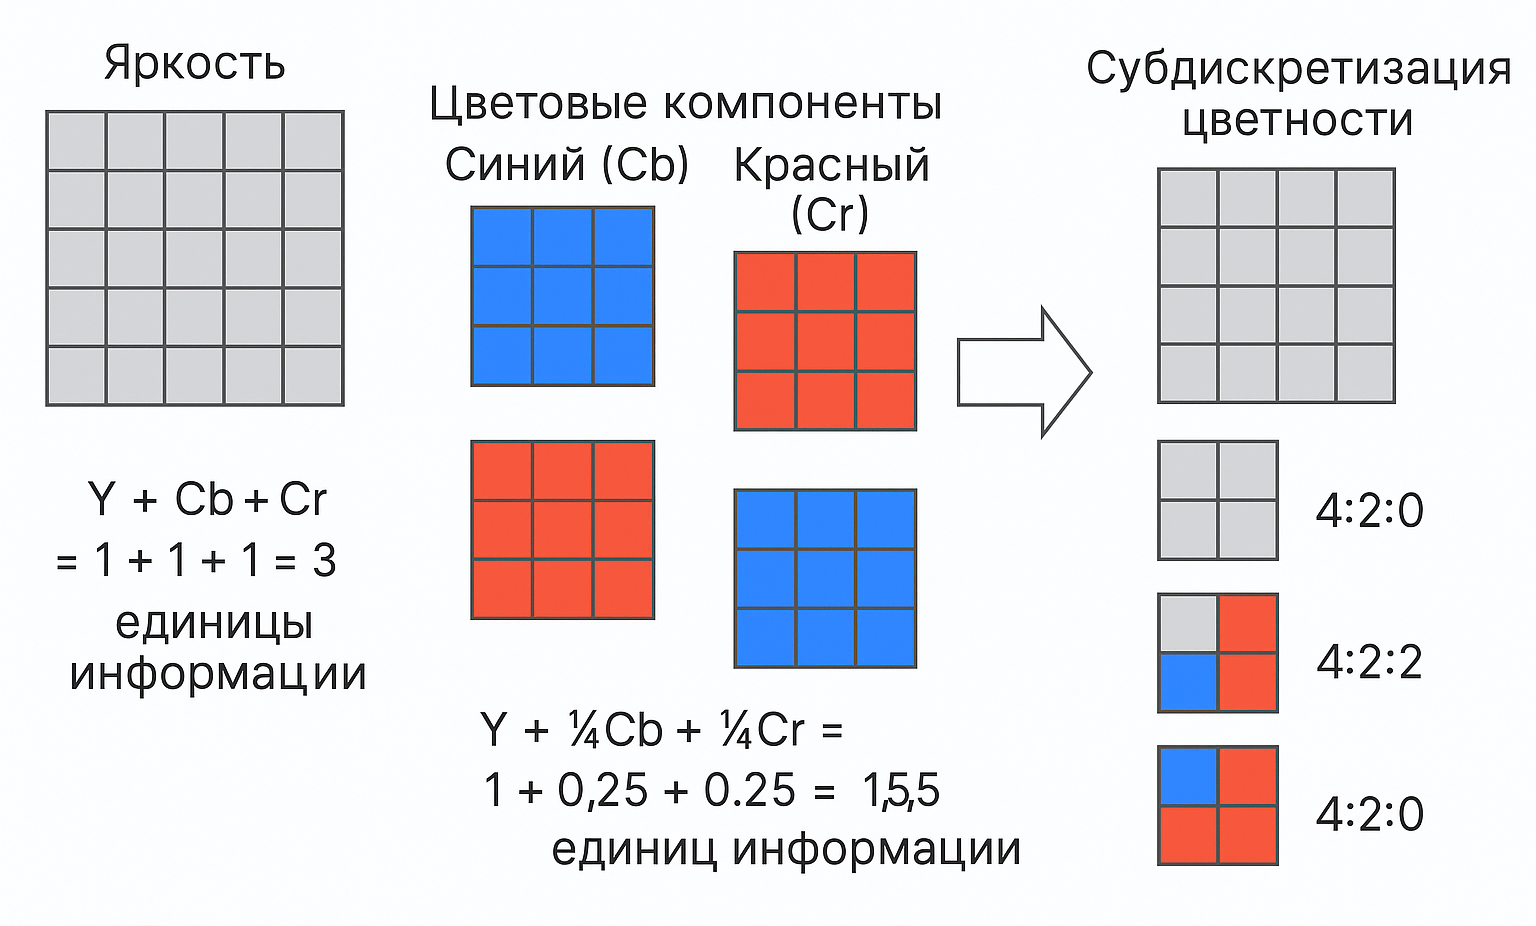 Яркость
Y + Cb + Cr
= 1 + 1 + 1 = 3
единицы
информации
Цветовые компоненты
Синий (Cb)
Красный
(Cr)
Y + ¼Cb + ¼Cr =
1 + 0,25 + 0.25 = 1,5,5
единиц информации
Субдискретизация
цветности
4:2:0
4:2:2
4:2:0